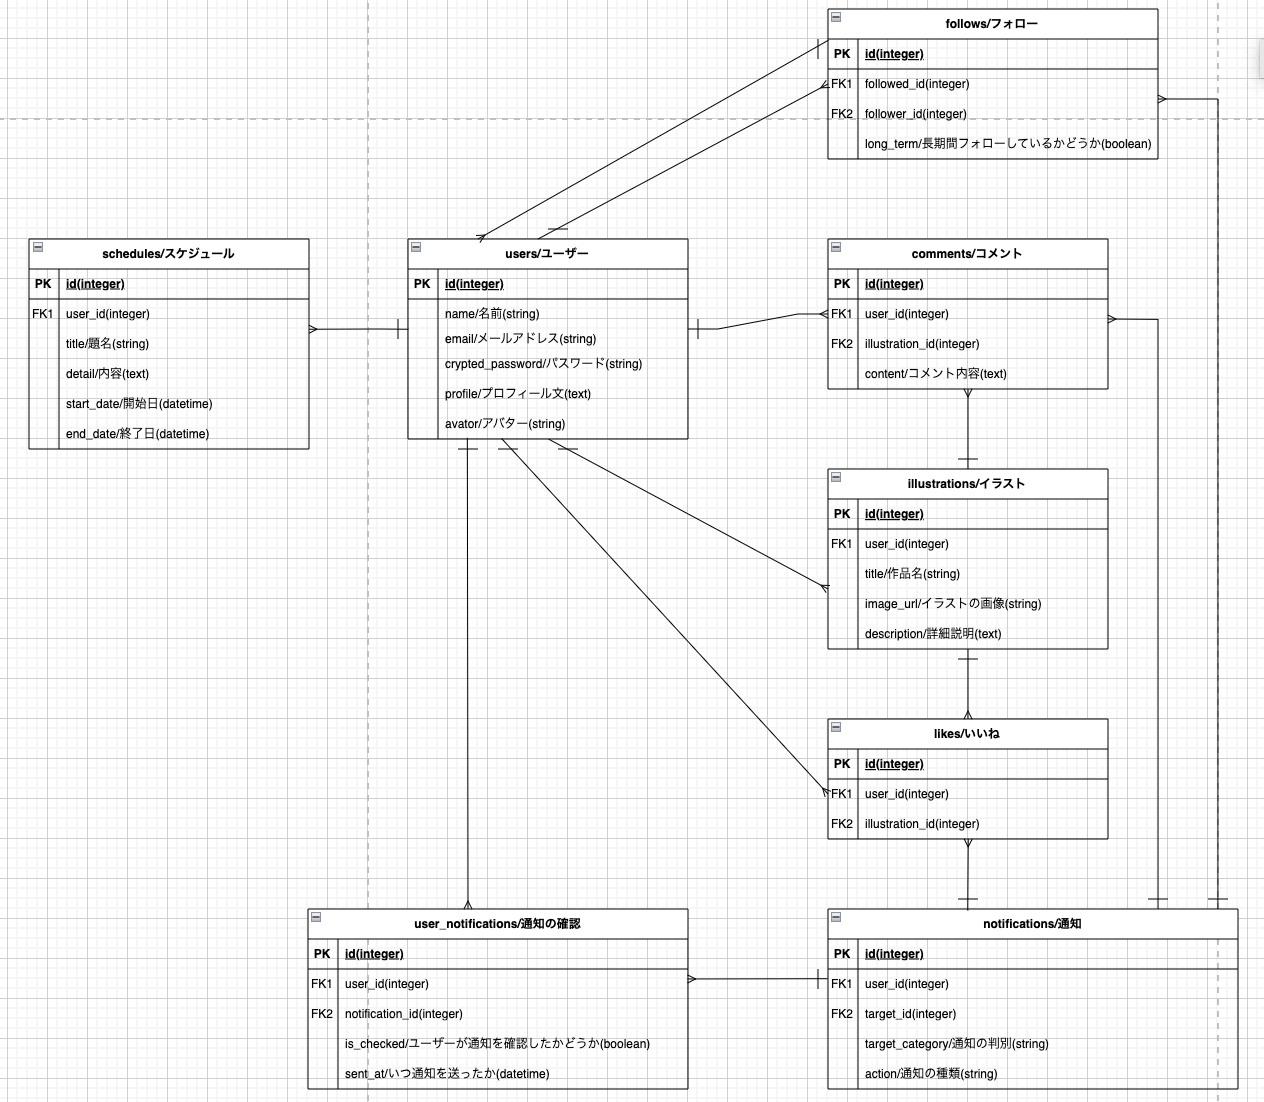 follows/フォロー
PK id(integer)
FK1 followed_id(integer)
FK2 follower_id(integer)
long_term/長期間フォローしているかどうか(boolean)
schedules/スケジュール
PK id(integer)
FK1 user_id(integer)
title/題名(string)
detail/内容(text)
start_date/開始日(datetime)
end_date/終了日(datetime)
users/ユーザー
PK id(integer)
name/名前(string)
email/メールアドレス(string)
crypted_password/パスワード(string)
profile/プロフィール文(text)
avator/アバター(string)
comments/コメント
PK id(integer)
FK1 user_id(integer)
FK2 illustration_id(integer)
content/コメント内容(text)
illustrations/イラスト
PK id(integer)
FK1 user_id(integer)
title/作品名(string)
image_url/イラストの画像(string)
description/詳細説明(text)
likes/いいね
PK id(integer)
FK1 user_id(integer)
FK2 illustration_id(integer)
user_notifications/通知の確認
PK id(integer)
FK1 user_id(integer)
FK2 notification_id(integer)
is_checked/ユーザーが通知を確認したかどうか(boolean)
sent_at/いつ通知を送ったか(datetime)
notifications/通知
PK id(integer)
FK1 user_id(integer)
FK2 target_id(integer)
target_category/通知の判別(string)
action/通知の種類(string)